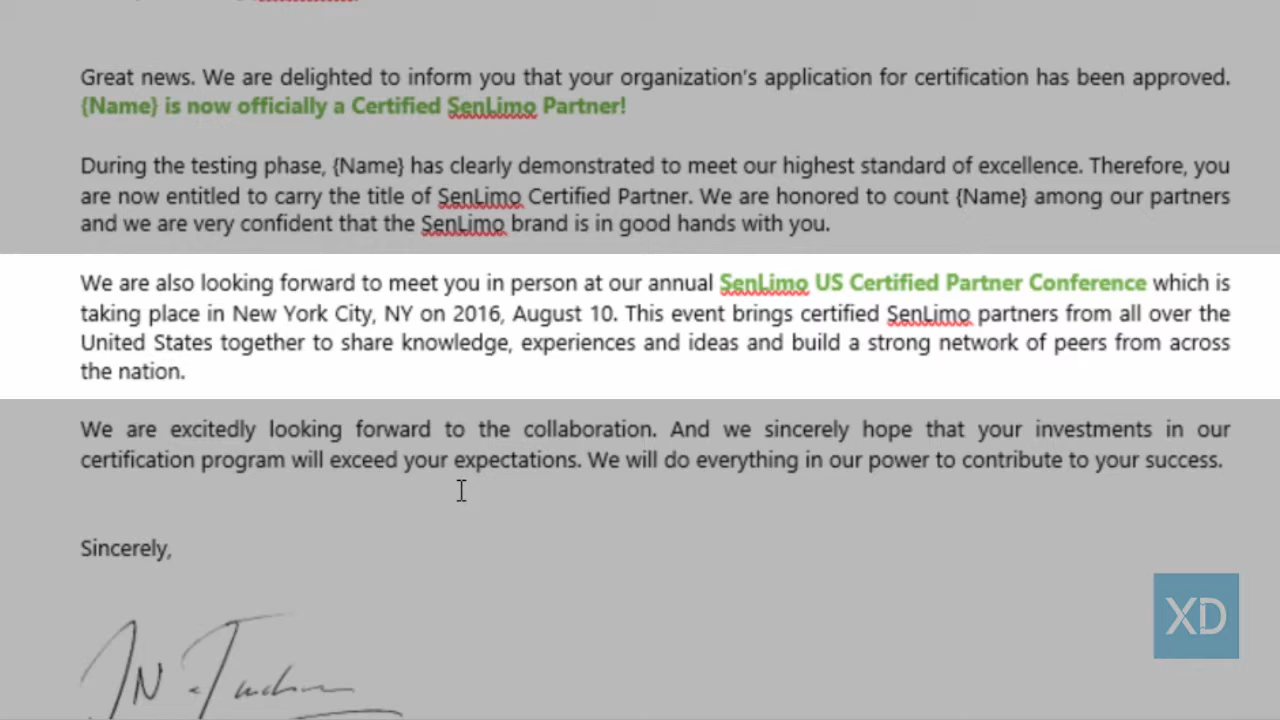 Great news. We are delighted to inform you that your organization's application for certification has been approved.
{Name} is now officially a Certified SenLimo Partner!
During the testing phase, {Name} has clearly demonstrated to meet our highest standard of excellence. Therefore, you
are now entitled to carry the title of SenLimo Certified Partner. We are honored to count {Name} among our partners
and we are very confident that the SenLimo brand is in good hands with you.
We are also looking forward to meet you in person at our annual SenLimo US Certified Partner Conference which is
taking place in New York City, NY on 2016, August 10. This event brings certified SenLimo partners from all over the
United States together to share knowledge, experiences and ideas and build a strong network of peers from across
the nation.
We are excitedly looking forward to the collaboration. And we sincerely hope that your investments in our
certification program will exceed your expectations. We will do everything in our power to contribute to your success.
Sincerely,
XD